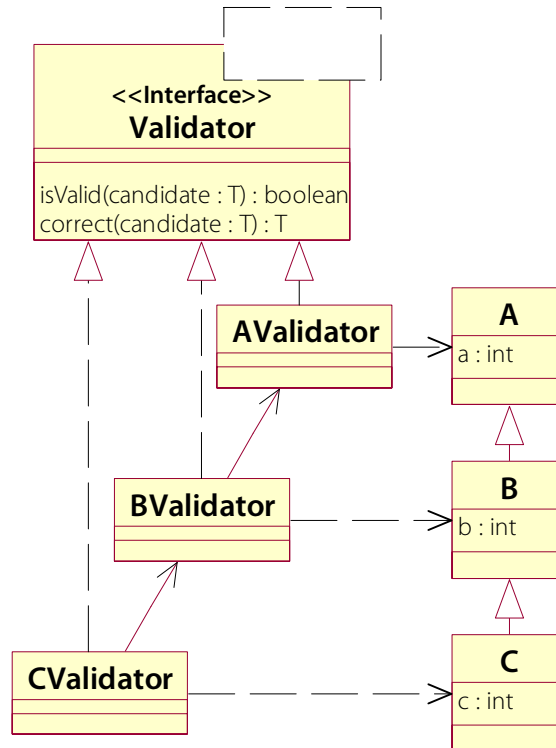 <<Interface>>
Validator
isValid(candidate : T) : boolean
correct(candidate : T) : T
AValidator
A
a : int
BValidator
B
b : int
CValidator
C
c : int